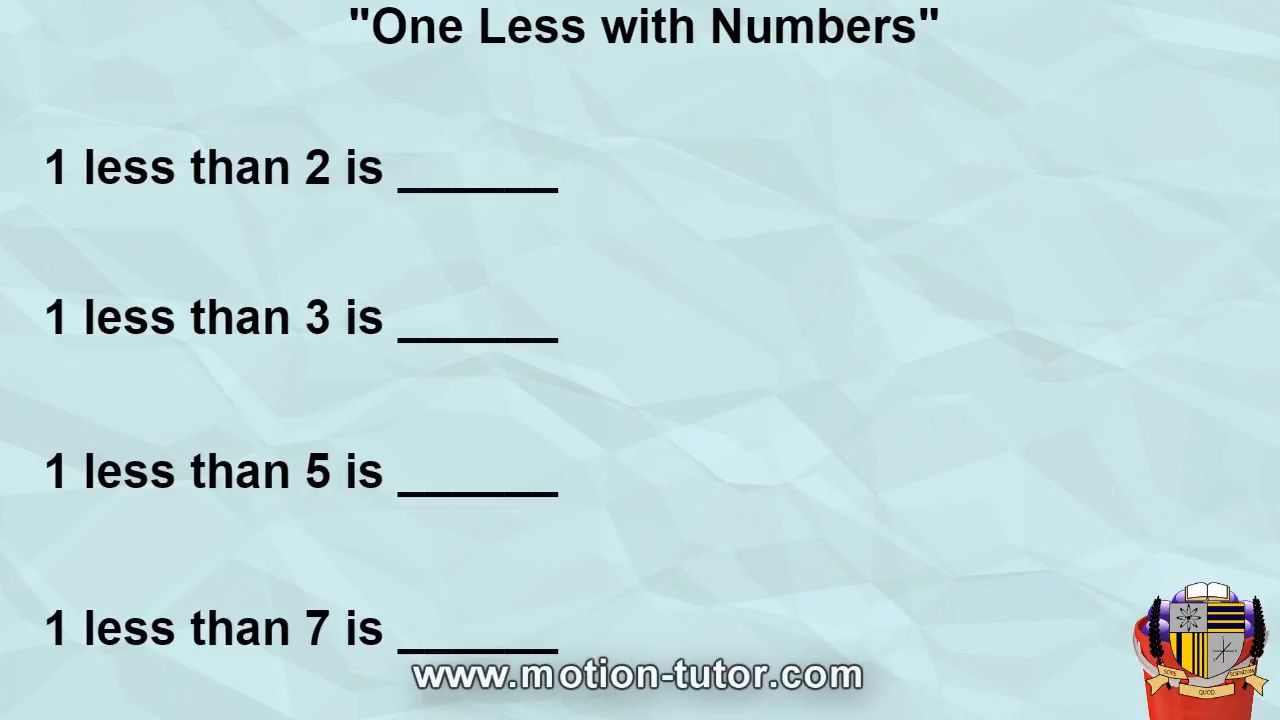 "One Less with Numbers"
1 less than 2 is ______
1 less than 3 is ______
1 less than 5 is ______
1 less than 7 is ______
www.motion-tutor.com
QUOD